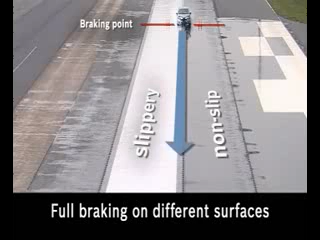 Braking point
slippery
non-slip
Full braking on different surfaces